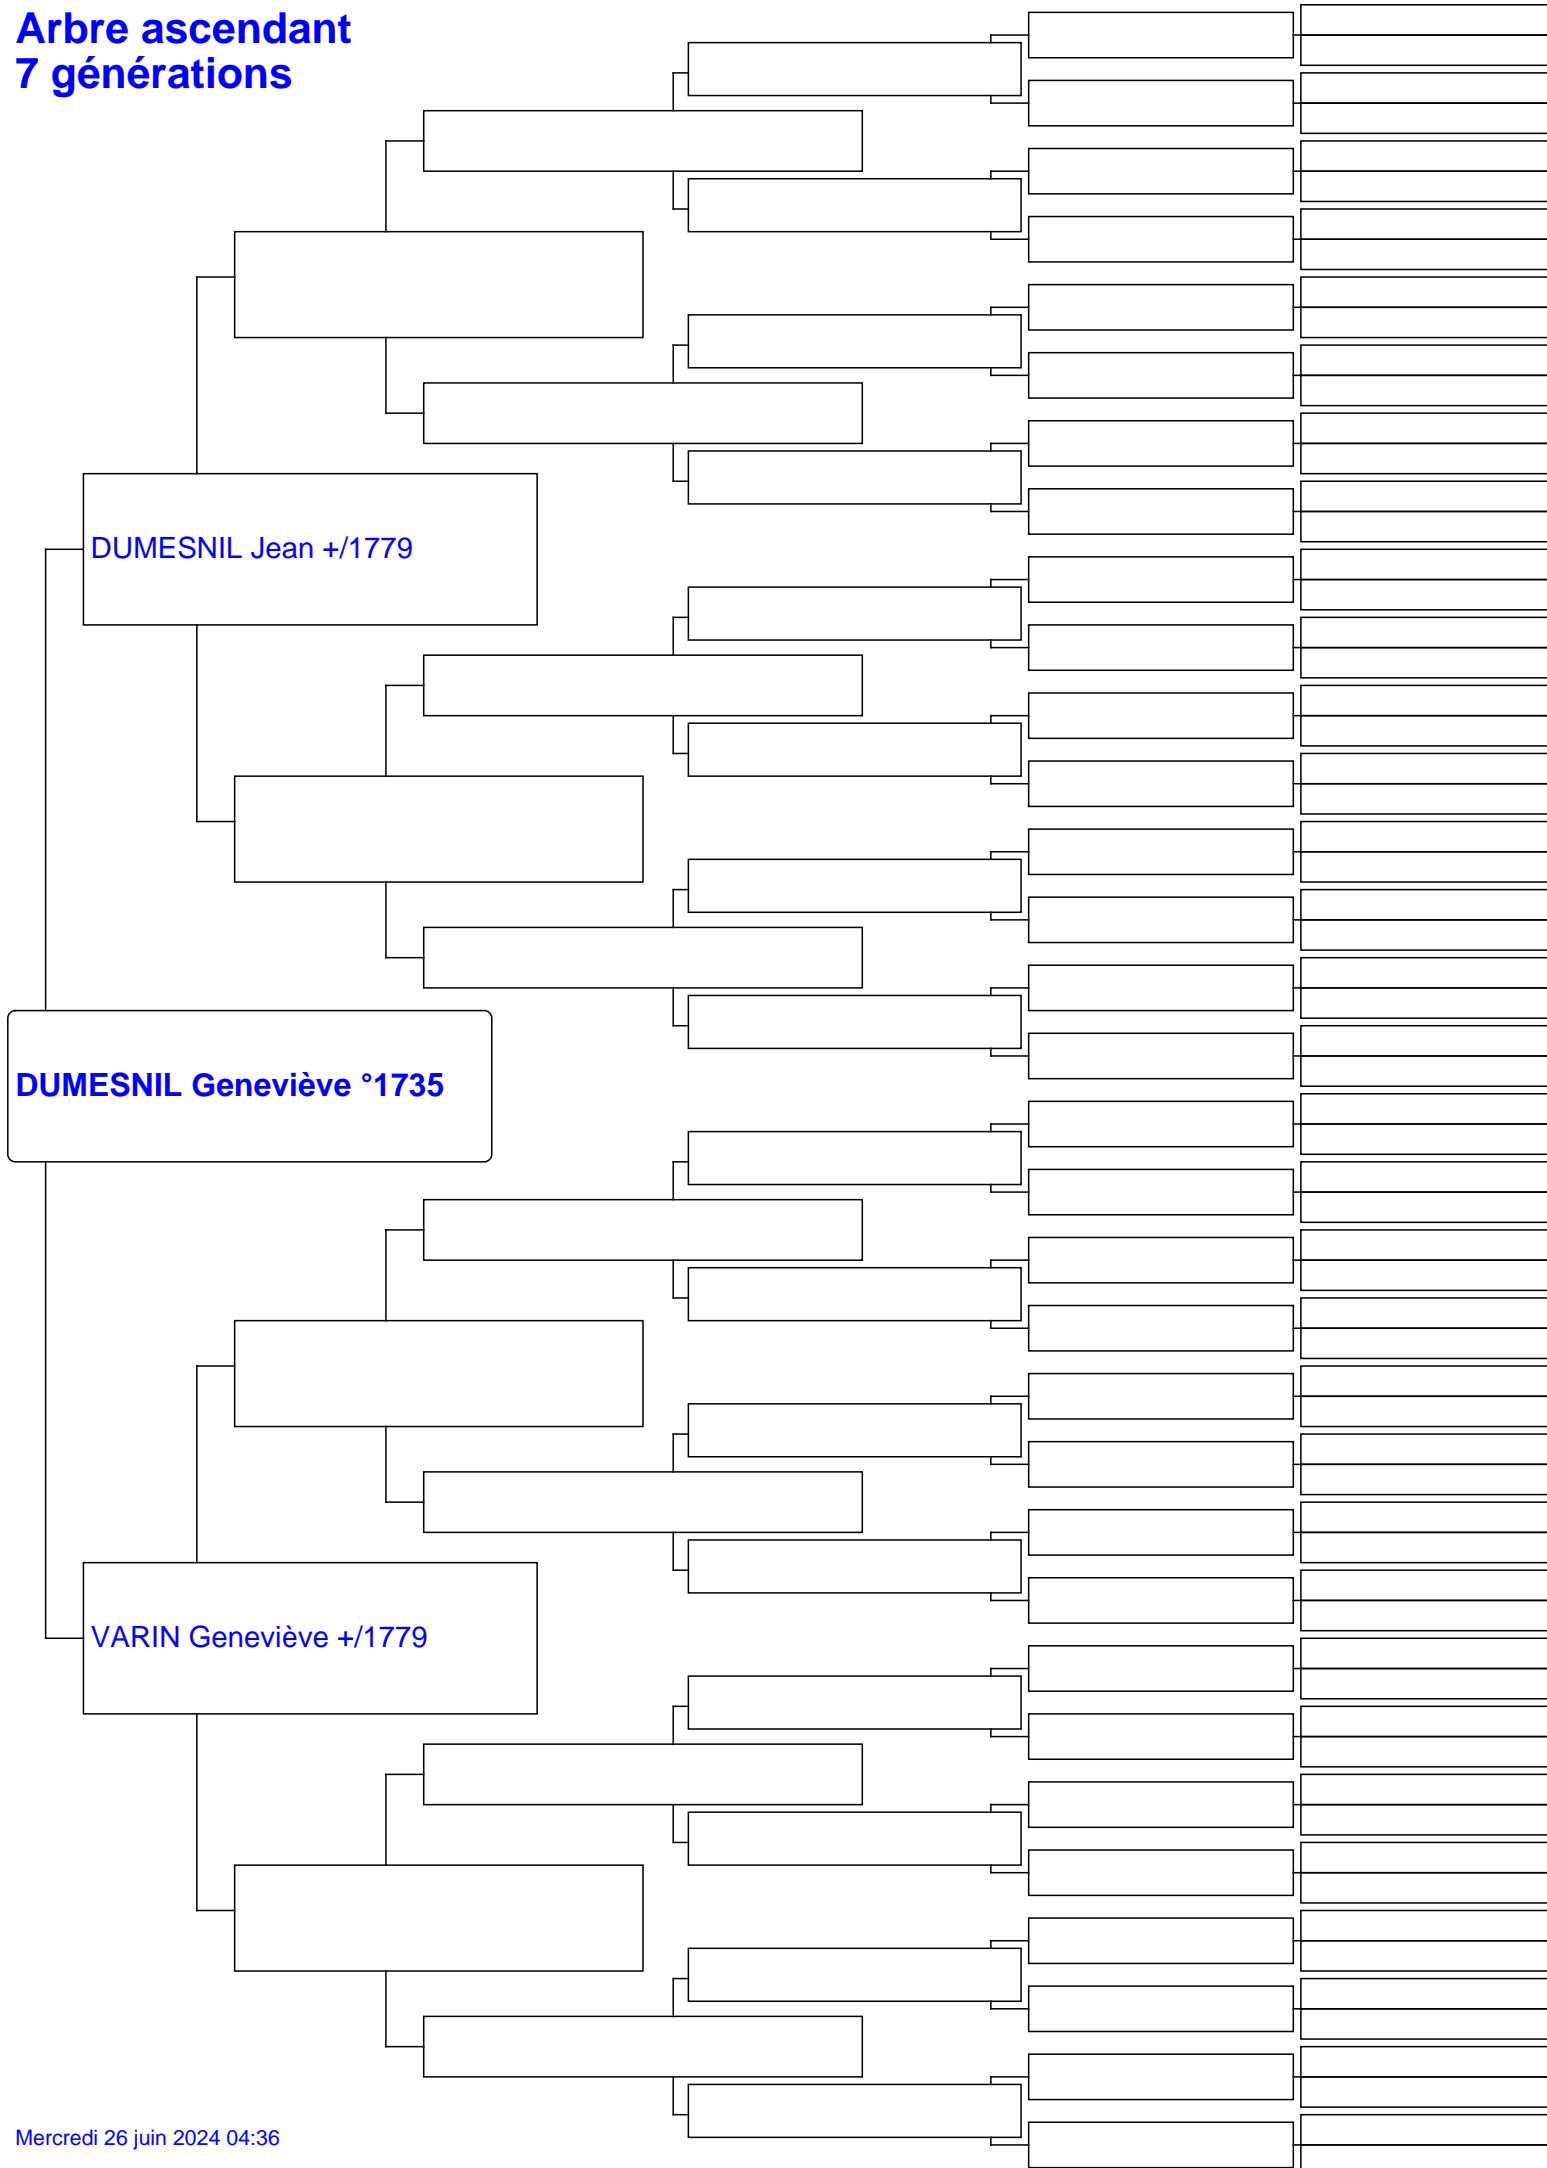 Arbre ascendant
7 générations
DUMESNIL Jean +/1779
DUMESNIL Geneviève °1735
VARIN Geneviève +/1779
Mercredi 26 juin 2024 04:36